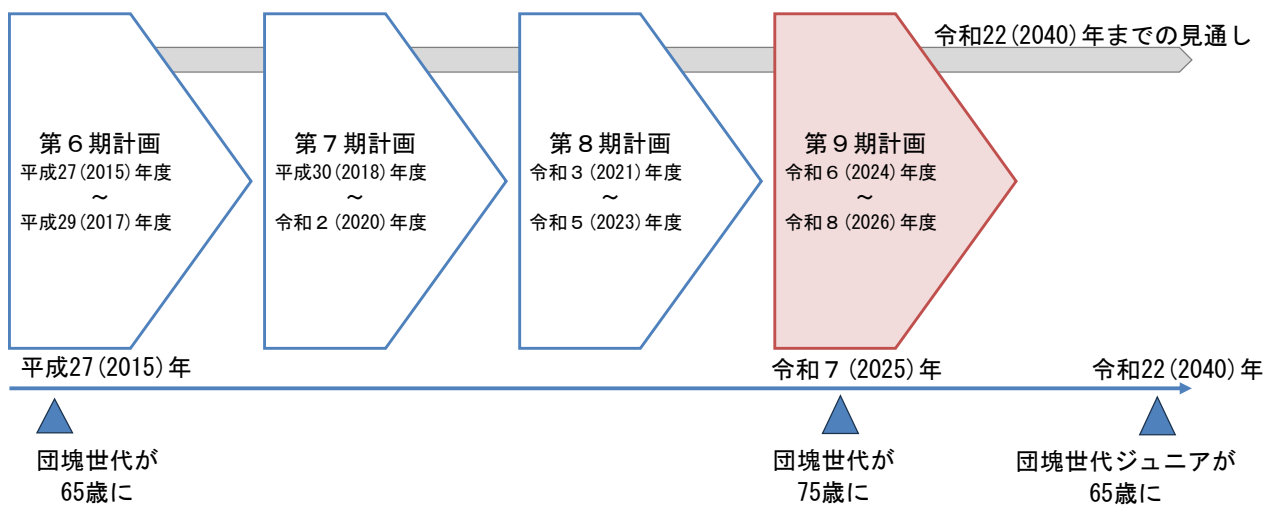 令和22(2040)年までの見通し
第６期計画
平成27(2015)年度
～
平成29(2017)年度
第７期計画
平成30(2018)年度
～
令和２(2020)年度
第８期計画
令和３(2021)年度
～
令和５(2023)年度
第９期計画
令和６(2024)年度
～
令和８(2026)年度
平成27(2015)年
令和７(2025)年
令和22(2040)年
団塊世代が
65歳に
団塊世代が
75歳に
団塊世代ジュニアが
65歳に